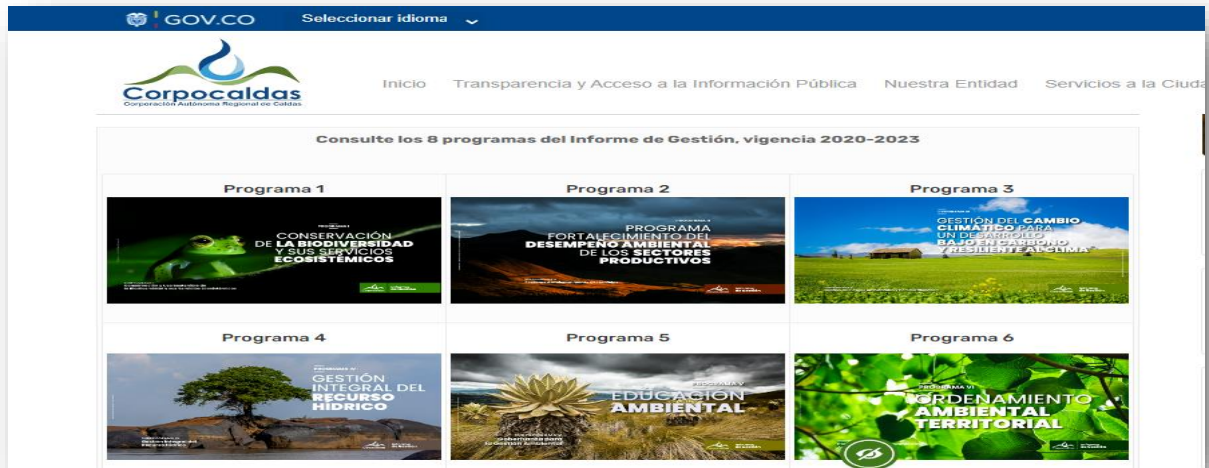 GOV.CO
Seleccionar idioma
Corpocaldas
Corporación Autónoma Regional de Caldas
Inicio Transparencia y Acceso a la Información Pública Nuestra Entidad Servicios a la Ciuda
Consulte los 8 programas del Informe de Gestión, vigencia 2020-2023
Programa 1 Programa 2 Programa 3
CONSERVACIÓN
DE LA BIODIVERSIDAD
Y SUS SERVICIOS
ECOSISTÉMICOS
PROGRAMA
FORTALECIMIENTO DEL
DESEMPEÑO AMBIENTAL
DE LOS SECTORES
PRODUCTIVOS
GESTIÓN DEL CAMBIO
CLIMÁTICO PARA
UN DESARROLLO
BAJO EN CARBONO
Y RESILIENTE AL CLIMA
Programa 4 Programa 5 Programa 6
PROGRAMA IV
GESTIÓN
INTEGRAL DEL
RECURSO
HÍDRICO
PROGRAMA V
EDUCACIÓN
AMBIENTAL
PROGRAMA VI
ORDENAMIENTO
AMBIENTAL
TERRITORIAL